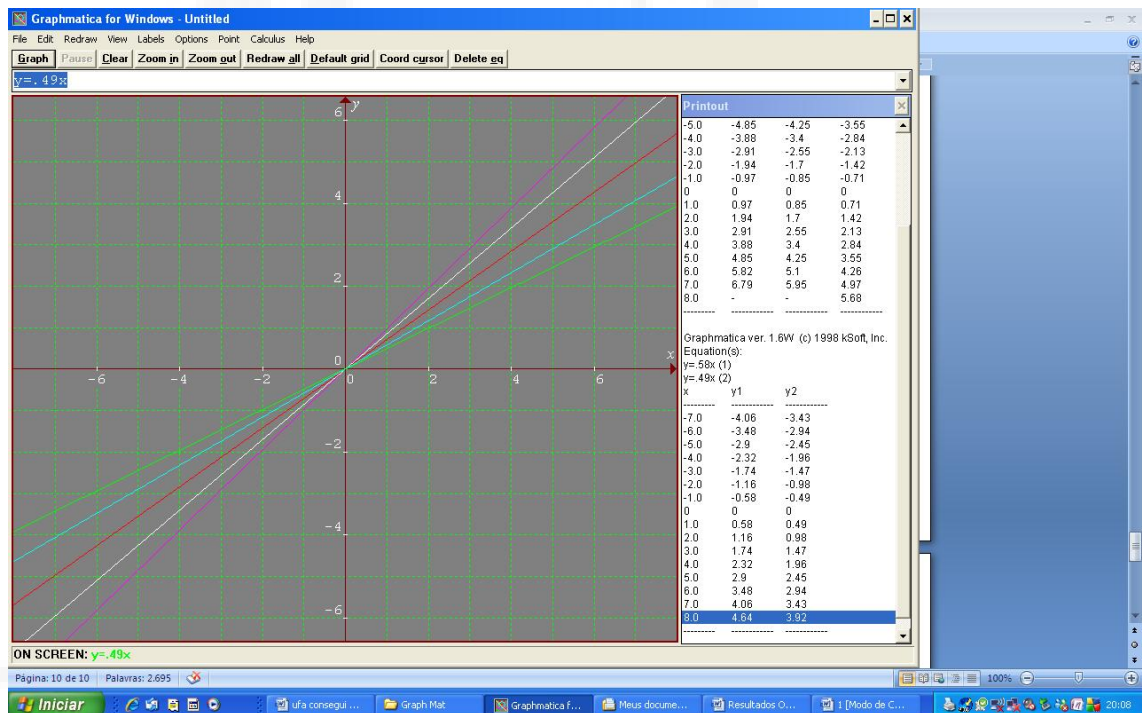 Graphmatica for Windows - Untitled
File Edit Redraw View Labels Options Point Calculus Help
Graph Pause Clear Zoom in Zoom out Redraw all Default grid Coord cursor Delete eq
y=.49x
y
6
4
2
0
-2
-4
-6
-6 -4 -2 0 2 4 6
x
Printout
-5.0 -4.85 -4.25 -3.55
-4.0 -3.88 -3.4 -2.84
-3.0 -2.91 -2.55 -2.13
-2.0 -1.94 -1.7 -1.42
-1.0 -0.97 -0.85 -0.71
0 0 0 0
1.0 0.97 0.85 0.71
2.0 1.94 1.7 1.42
3.0 2.91 2.55 2.13
4.0 3.88 3.4 2.84
5.0 4.85 4.25 3.55
6.0 5.82 5.1 4.26
7.0 6.79 5.95 4.97
8.0 - - 5.68
--------- ------------ ------------ ------------
Graphmatica ver. 1.6W (c) 1998 kSoft, Inc.
Equation(s):
y=.58x (1)
y=.49x (2)
x y1 y2
--------- ------------ ------------
-7.0 -4.06 -3.43
-6.0 -3.48 -2.94
-5.0 -2.9 -2.45
-4.0 -2.32 -1.96
-3.0 -1.74 -1.47
-2.0 -1.16 -0.98
-1.0 -0.58 -0.49
0 0 0
1.0 0.58 0.49
2.0 1.16 0.98
3.0 1.74 1.47
4.0 2.32 1.96
5.0 2.9 2.45
6.0 3.48 2.94
7.0 4.06 3.43
8.0 4.64 3.92
--------- ------------ ------------
ON SCREEN: y=.49x
Página: 10 de 10 Palavras: 2.695 100%
Iniciar ufa consegui ... Graph Mat Graphmatica f... Meus docume... Resultados O... 1 [Modo de C... 20:08